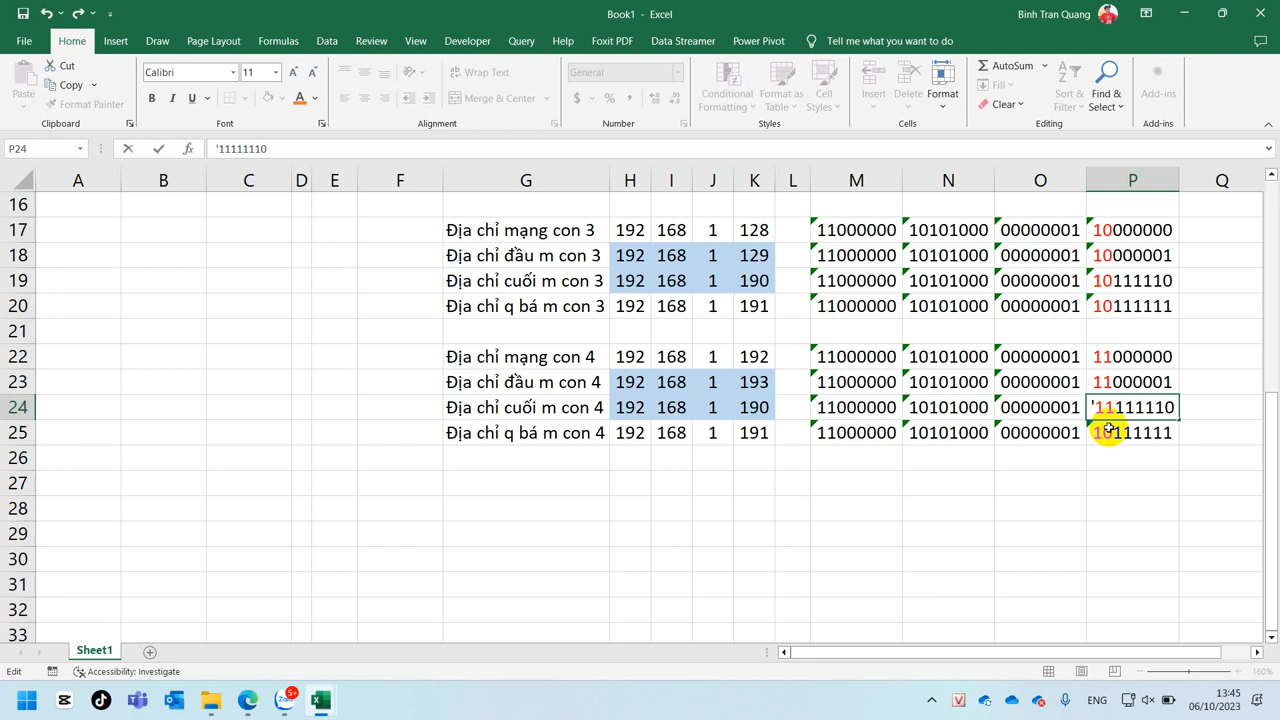 Book1 - Excel
Binh Tran Quang
File Home Insert Draw Page Layout Formulas Data Review View Developer Query Help Foxit PDF Data Streamer Power Pivot Tell me what you want to do
Paste Cut Copy Format Painter Clipboard
Calibri 11 B I U A Font
Wrap Text Merge & Center Alignment
General $ % , Number
Conditional Formatting Format as Table Cell Styles Styles
Insert Delete Format Cells
AutoSum Fill Clear Sort & Filter Find & Select Editing
Add-ins Add-ins
P24 fx '11111110
A B C D E F G H I J K L M N O P Q
16
17 Địa chỉ mạng con 3 192 168 1 128 11000000 10101000 00000001 10000000
18 Địa chỉ đầu m con 3 192 168 1 129 11000000 10101000 00000001 10000001
19 Địa chỉ cuối m con 3 192 168 1 190 11000000 10101000 00000001 10111110
20 Địa chỉ q bá m con 3 192 168 1 191 11000000 10101000 00000001 10111111
21
22 Địa chỉ mạng con 4 192 168 1 192 11000000 10101000 00000001 11000000
23 Địa chỉ đầu m con 4 192 168 1 193 11000000 10101000 00000001 11000001
24 Địa chỉ cuối m con 4 192 168 1 190 11000000 10101000 00000001 '11111110
25 Địa chỉ q bá m con 4 192 168 1 191 11000000 10101000 00000001 10111111
26
27
28
29
30
31
32
33
Sheet1
Edit Accessibility: Investigate 160%
Zalo 5+ ENG 13:45
06/10/2023